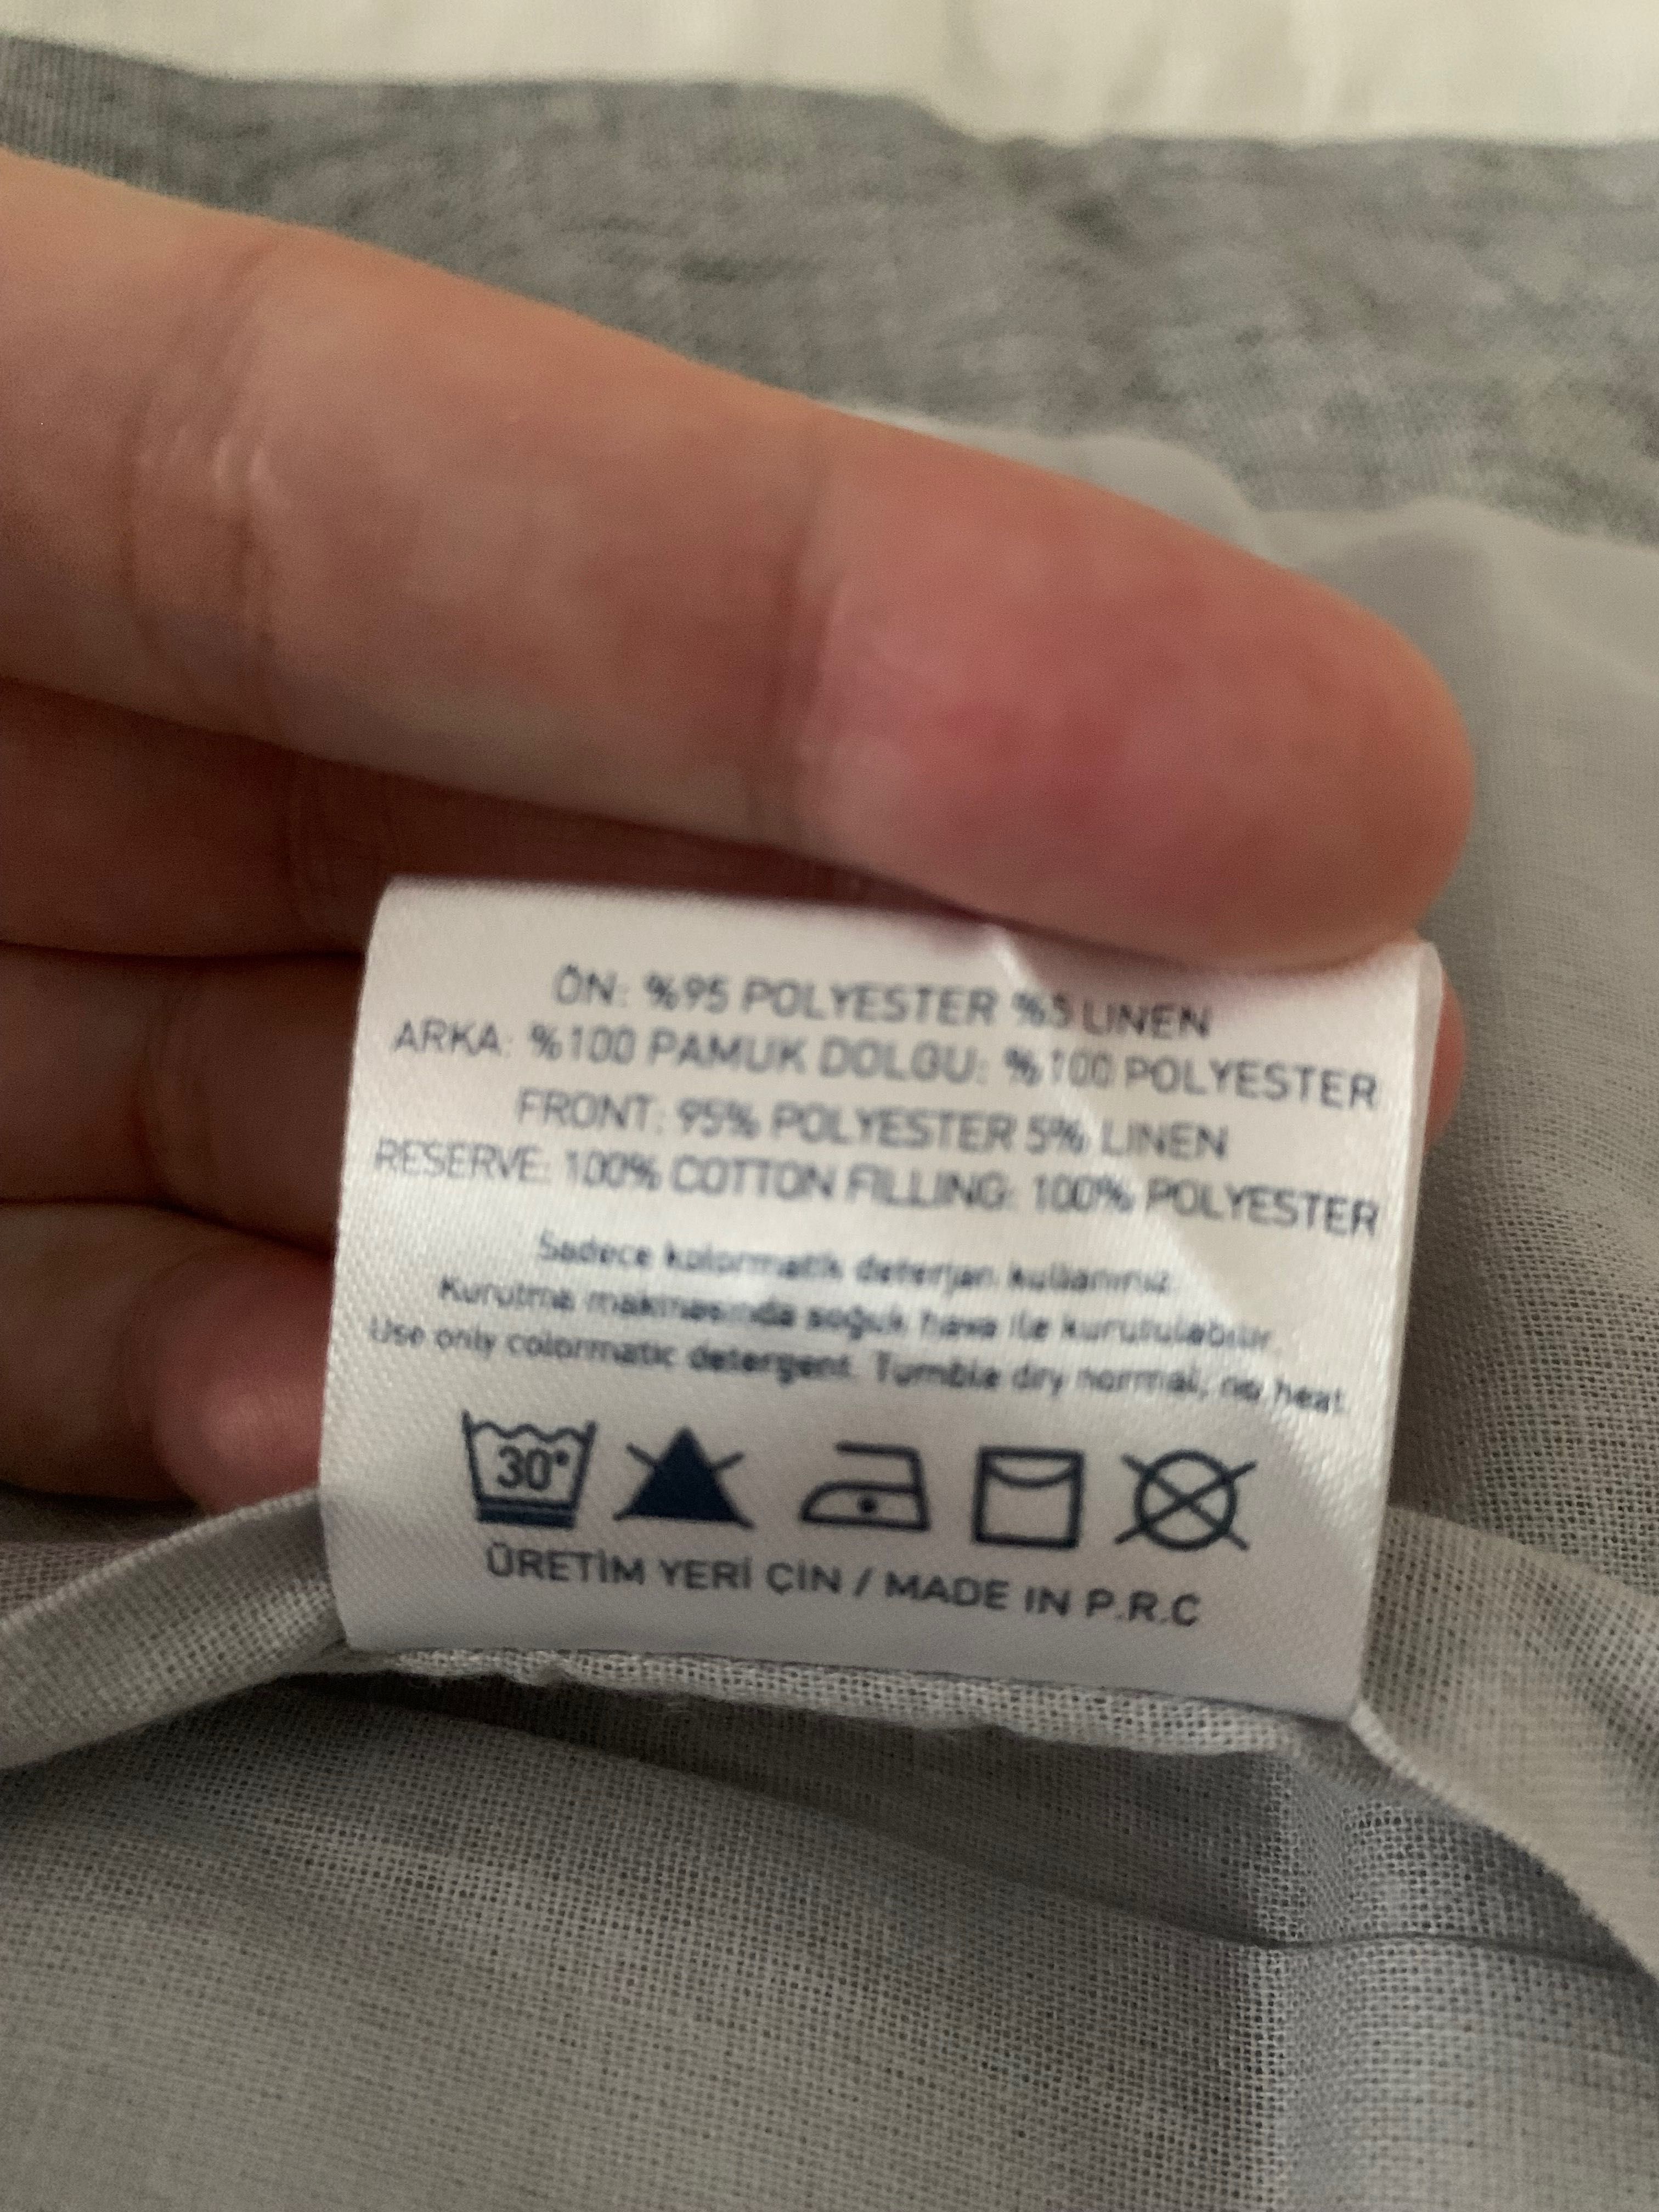 ÖN: %95 POLYESTER %5 LINEN
ARKA: %100 PAMUK DOLGU: %100 POLYESTER
FRONT: 95% POLYESTER 5% LINEN
RESERVE: 100% COTTON FILLING: 100% POLYESTER
Sadece kolormatik deterjan kullanınız.
Kurutma makinasında soğuk hava ile kurutulabilir.
Use only colormatic detergent. Tumble dry normal, no heat.
30°
ÜRETİM YERİ ÇİN / MADE IN P.R.C